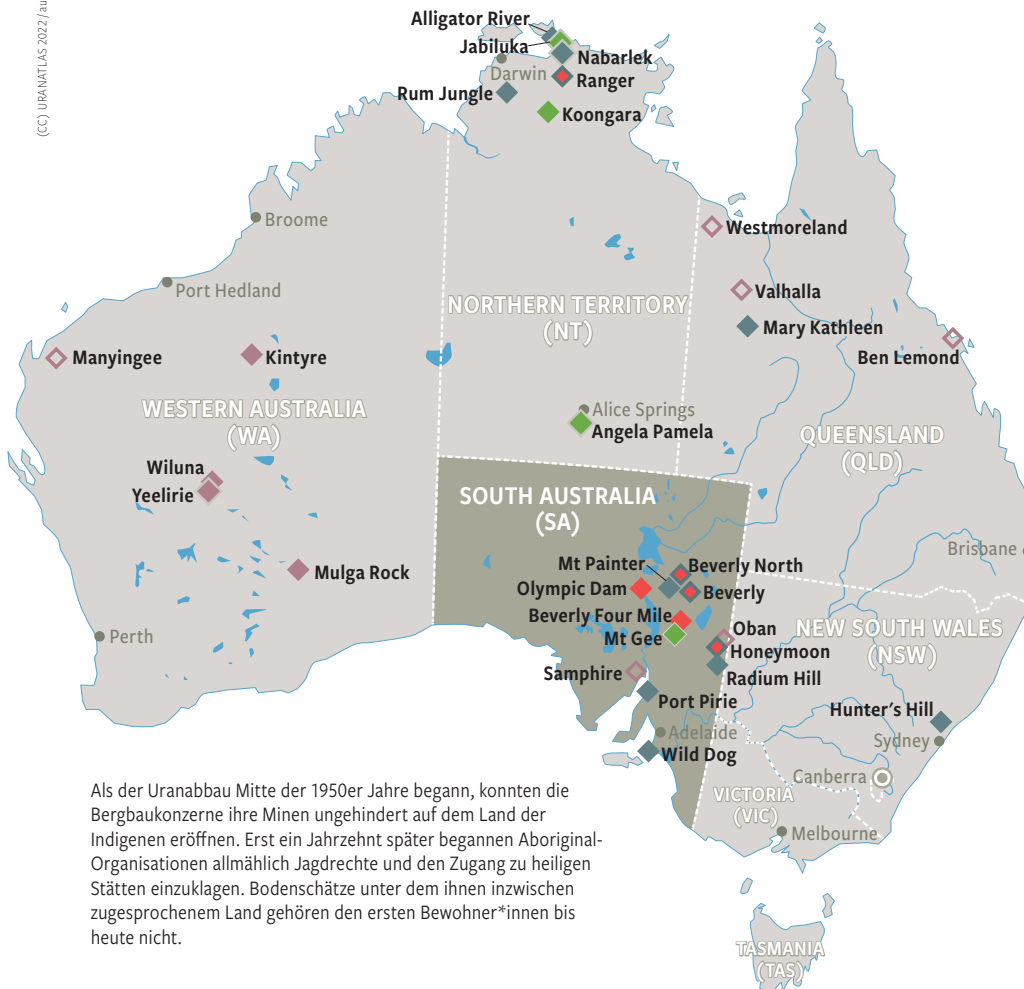 (CC) URANATLAS 2022 / au
Alligator River
Jabiluka
Nabarlek
Darwin
Ranger
Rum Jungle
Koongara
Broome
Westmoreland
Port Hedland
Valhalla
NORTHERN TERRITORY
(NT)
Mary Kathleen
Manyingee
Kintyre
Ben Lemond
WESTERN AUSTRALIA
(WA)
Alice Springs
Angela Pamela
QUEENSLAND
(QLD)
Wiluna
Yeelirie
SOUTH AUSTRALIA
(SA)
Brisbane
Mt Painter
Beverly North
Mulga Rock
Olympic Dam
Beverly
Beverly Four Mile
Oban
NEW SOUTH WALES
(NSW)
Perth
Mt Gee
Honeymoon
Samphire
Radium Hill
Port Pirie
Hunter's Hill
Adelaide
Sydney
Wild Dog
Canberra
VICTORIA
(VIC)
Melbourne
Als der Uranabbau Mitte der 1950er Jahre begann, konnten die
Bergbaukonzerne ihre Minen ungehindert auf dem Land der
Indigenen eröffnen. Erst ein Jahrzehnt später begannen Aboriginal-
Organisationen allmählich Jagdrechte und den Zugang zu heiligen
Stätten einzuklagen. Bodenschätze unter dem ihnen inzwischen
zugesprochenem Land gehören den ersten Bewohner*innen bis
heute nicht.
TASMANIA
(TAS)